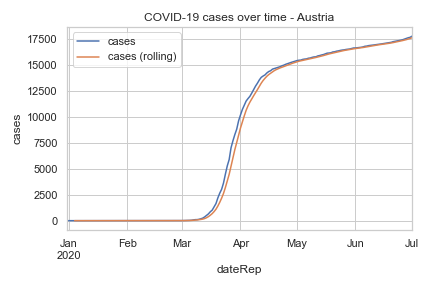 COVID-19 cases over time - Austria
cases
cases (rolling)
17500
15000
12500
10000
7500
5000
2500
0
cases
Jan Feb Mar Apr May Jun Jul
2020
dateRep